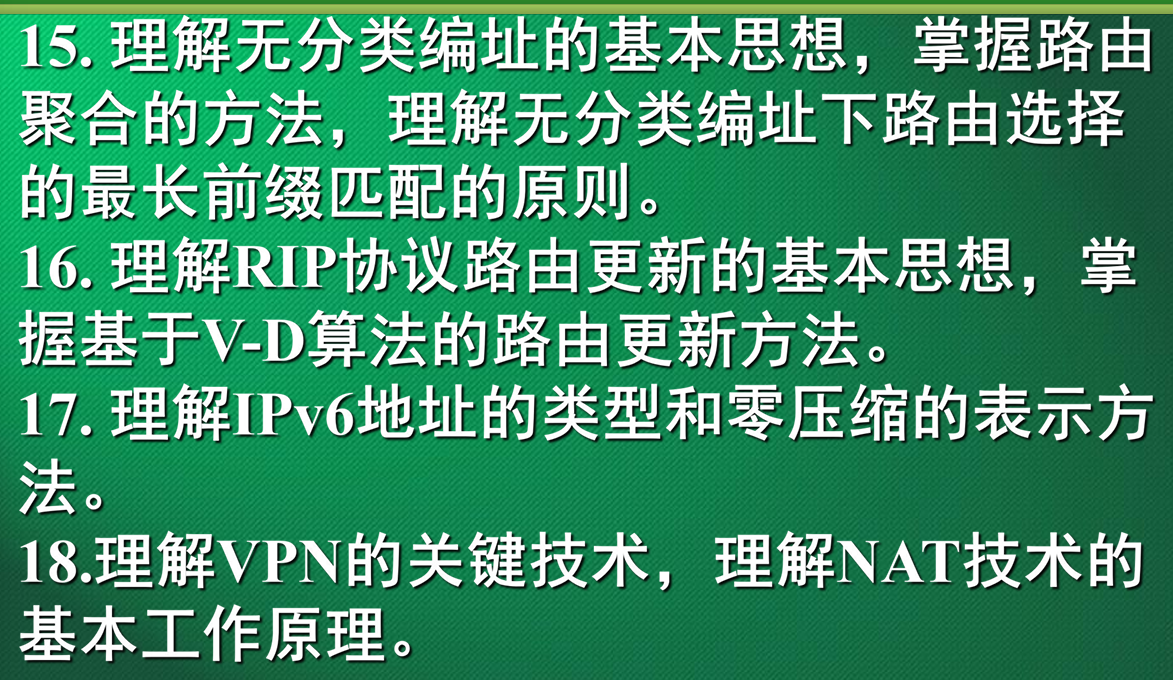 15. 理解无分类编址的基本思想，掌握路由
聚合的方法，理解无分类编址下路由选择
的最长前缀匹配的原则。
16. 理解RIP协议路由更新的基本思想，掌
握基于V-D算法的路由更新方法。
17. 理解IPv6地址的类型和零压缩的表示方
法。
18.理解VPN的关键技术，理解NAT技术的
基本工作原理。